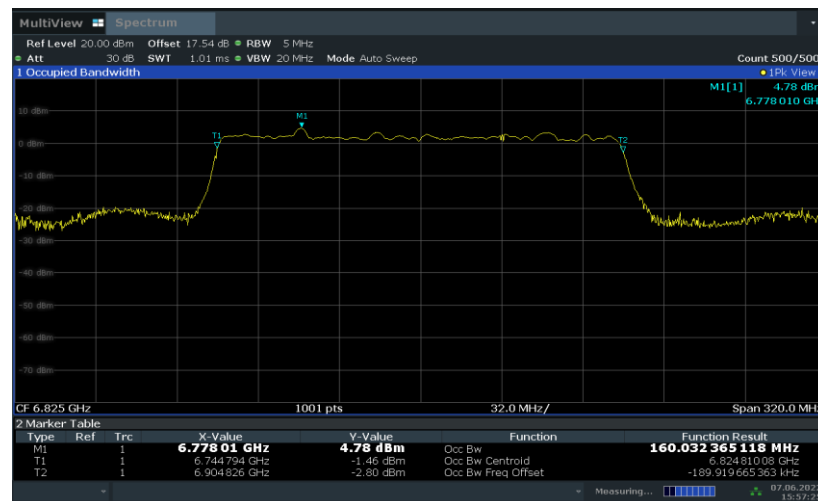 MultiView Spectrum
Ref Level 20.00 dBm Offset 17.54 dB RBW 5 MHz
Att 30 dB SWT 1.01 ms VBW 20 MHz Mode Auto Sweep Count 500/500
1 Occupied Bandwidth 1Pk View
M1[1] 4.78 dBm
6.778 010 GH
M1
10 dBm
T1
T2
0 dBm
-10 dBm
-20 dBm
-30 dBm
-40 dBm
-50 dBm
-60 dBm
-70 dBm
CF 6.825 GHz 1001 pts 32.0 MHz/ Span 320.0 MH
2 Marker Table
Type Ref Trc X-Value Y-Value Function Function Result
M1 1 6.778 01 GHz 4.78 dBm Occ Bw 160.032 365 118 MHz
T1 1 6.744 794 GHz -1.46 dBm Occ Bw Centroid 6.824 810 08 GHz
T2 1 6.904 826 GHz -2.80 dBm Occ Bw Freq Offset -189.919 665 363 kHz
Measuring... 07.06.202
15:57:2